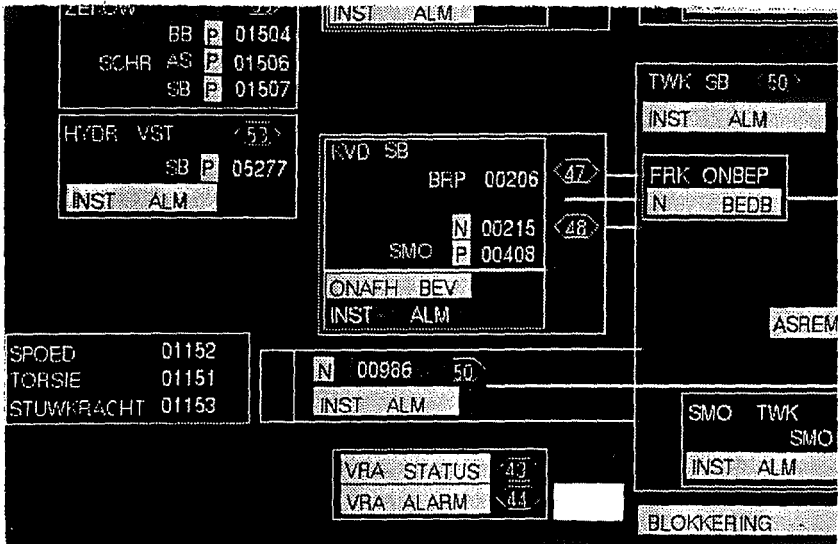 INST ALM
BB P 01504
SCHR AS P 01506
SB P 01507
HYDR VST 53
SB P 05277
INST ALM
KVD SB
BRP 00206 47
N 00215 48
SMO P 00408
ONAFH BEV
INST ALM
TWK SB 50
INST ALM
FRK ONBEP
N BEDB
ASREM
SPOED 01152
TORSIE 01151
STUWKRACHT 01153
N 00986 50
INST ALM
SMO TWK
SMO
INST ALM
VRA STATUS 43
VRA ALARM 44
BLOKKERING